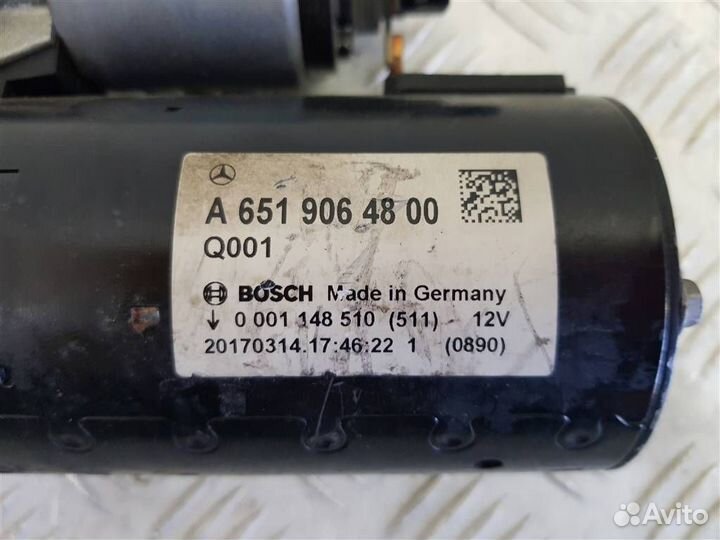 A 651 906 48 00
Q001
BOSCH Made in Germany
↓ 0 001 148 510 (511) 12V
20170314.17:46:22 1 (0890)
Avito